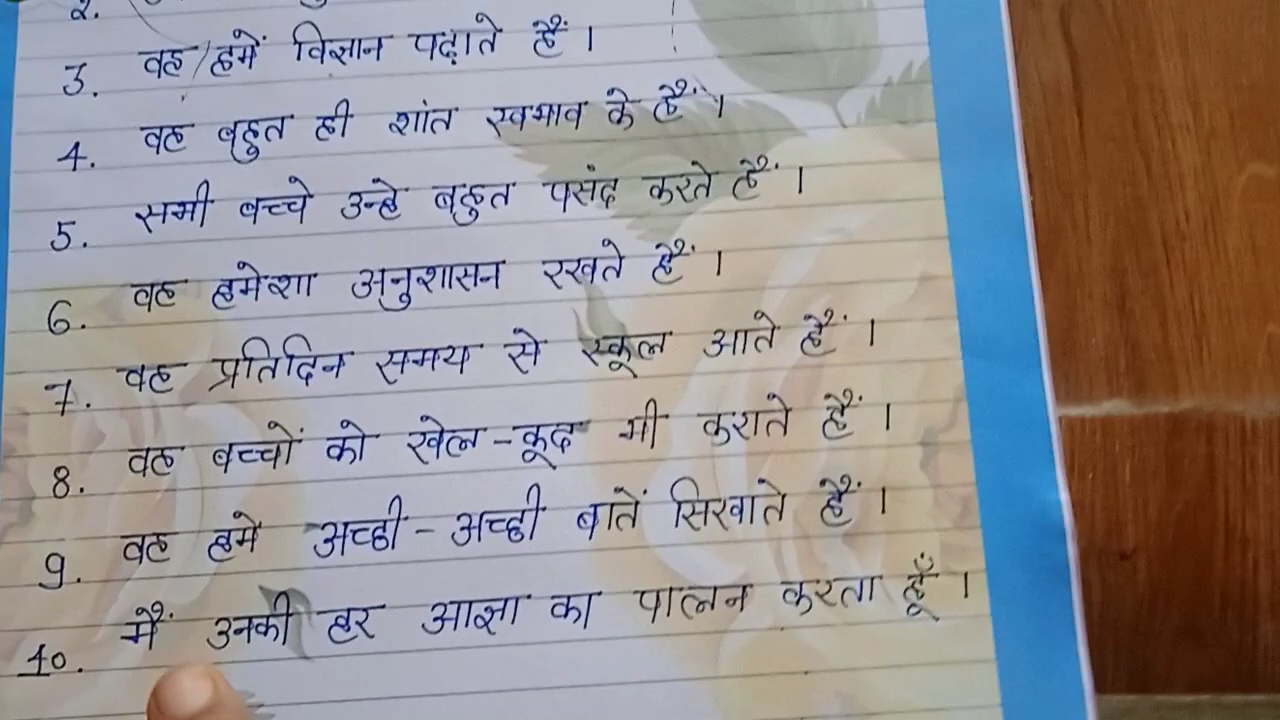 2.
3. वह हमें विज्ञान पढ़ाते हैं ।
4. वह बहुत ही शांत स्वभाव के हैं ।
5. सभी बच्चे उन्हे बहुत पसंद करते हैं ।
6. वह हमेशा अनुशासन रखते हैं ।
7. वह प्रतिदिन समय से स्कूल आते हैं ।
8. वह बच्चों को खेल-कूद भी कराते हैं ।
9. वह हमे अच्छी-अच्छी बातें सिखाते हैं ।
10. मैं उनकी हर आज्ञा का पालन करता हूँ ।